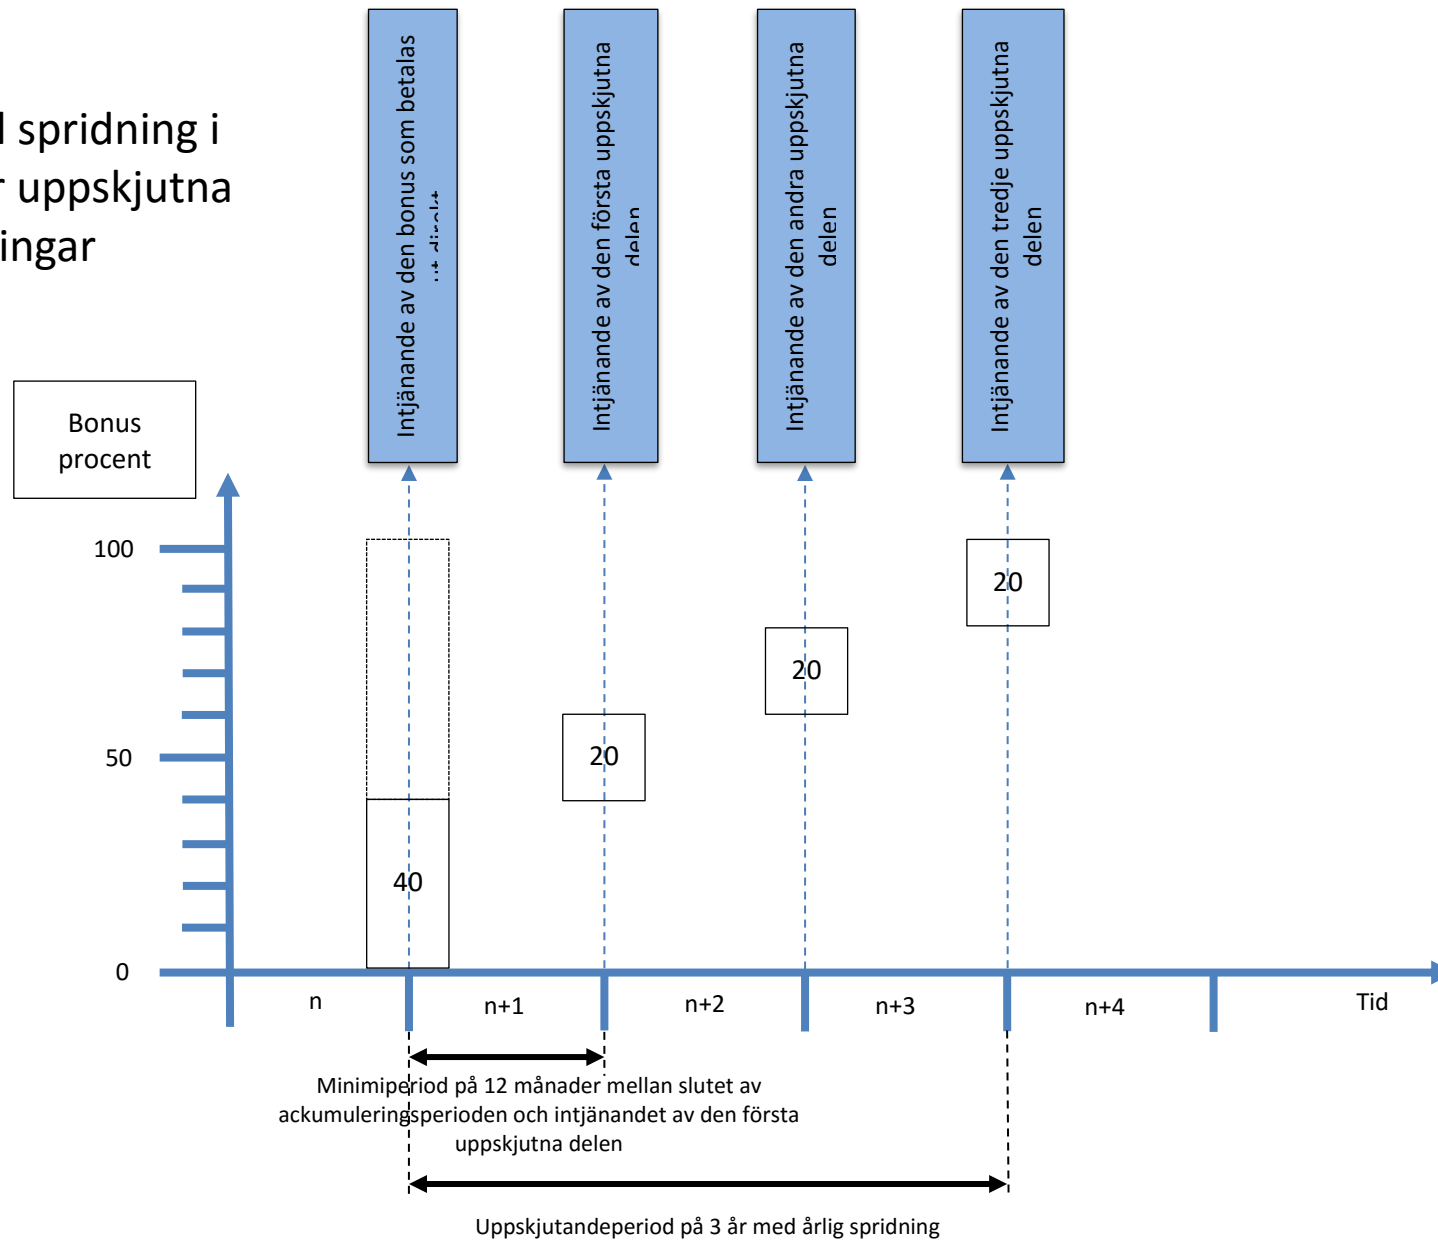 spridning i
uppskjutna
ingar
Intjänande av den bonus som betalas
Intjänande av den första uppskjutna
delen
Intjänande av den andra uppskjutna
delen
Intjänande av den tredje uppskjutna
delen
Bonus
procent
100
50
0
40
20
20
20
n
n+1
n+2
n+3
n+4
Tid
Minimiperiod på 12 månader mellan slutet av
ackumuleringsperioden och intjänandet av den första
uppskjutna delen
Uppskjutandeperiod på 3 år med årlig spridning